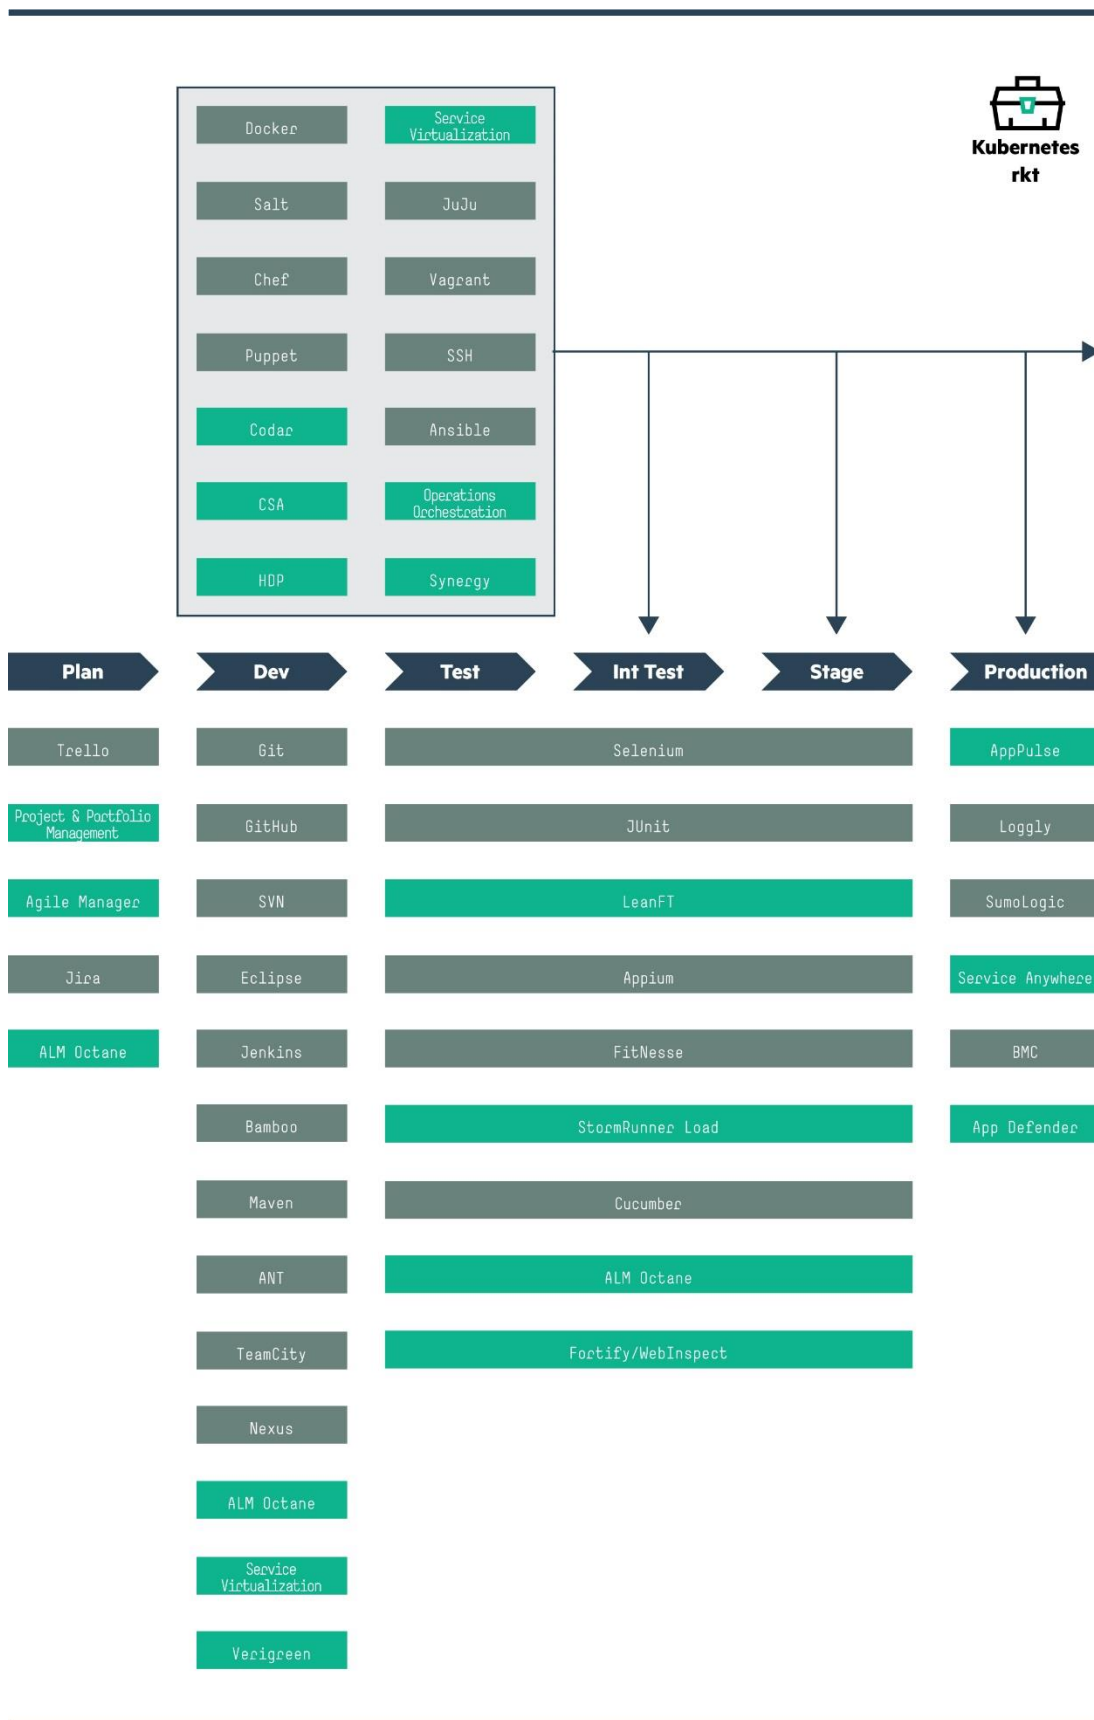 Docker
Service
Virtualization
Kubernetes
rkt
Salt
JuJu
Chef
Vagrant
Puppet
SSH
Codar
Ansible
CSA
Operations
Orchestration
HDP
Synergy
Plan
Dev
Test
Int Test
Stage
Production
Trello
Git
Selenium
AppPulse
Project & Portfolio
Management
GitHub
JUnit
Loggly
Agile Manager
SVN
LeanFT
SumoLogic
Jira
Eclipse
Appium
Service Anywhere
ALM Octane
Jenkins
FitNesse
BMC
Bamboo
StormRunner Load
App Defender
Maven
Cucumber
ANT
ALM Octane
TeamCity
Fortify/WebInspect
Nexus
ALM Octane
Service
Virtualization
Verigreen